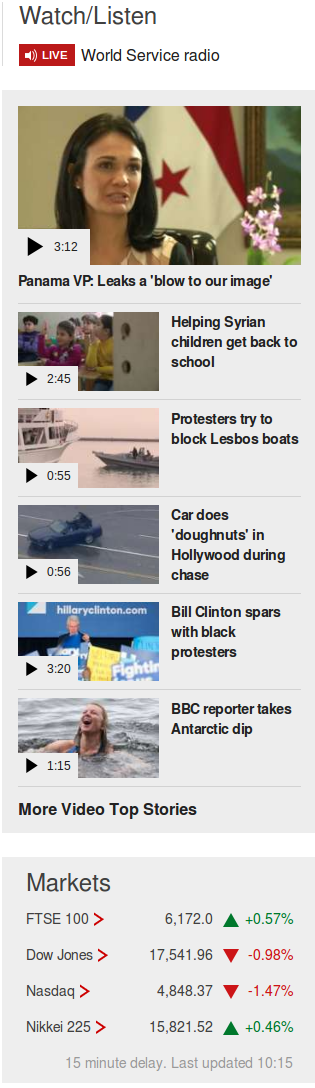 Watch/Listen
LIVE World Service radio
3:12
Panama VP: Leaks a 'blow to our image'
2:45
Helping Syrian
children get back to
school
0:55
Protesters try to
block Lesbos boats
0:56
Car does
'doughnuts' in
Hollywood during
chase
hillaryclinton.com
Fightin
3:20
Bill Clinton spars
with black
protesters
1:15
BBC reporter takes
Antarctic dip
More Video Top Stories
Markets
FTSE 100 6,172.0 +0.57%
Dow Jones 17,541.96 -0.98%
Nasdaq 4,848.37 -1.47%
Nikkei 225 15,821.52 +0.46%
15 minute delay. Last updated 10:15